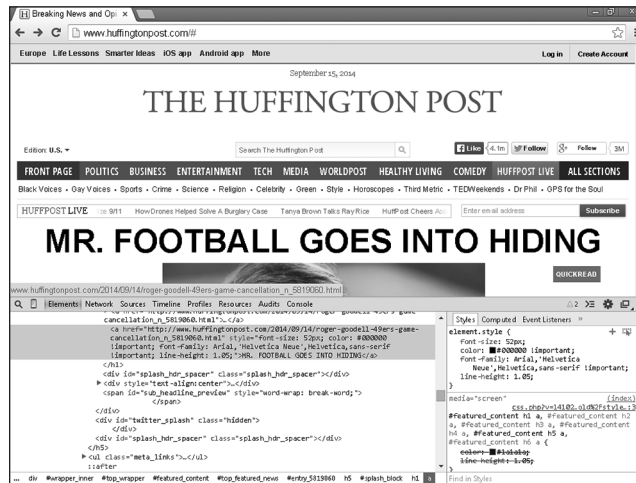 Breaking News and Opi
www.huffingtonpost.com/#
Europe Life Lessons Smarter Ideas iOS app Android app More Log in Create Account
September 15, 2014
THE HUFFINGTON POST
Edition: U.S. Search The Huffington Post Like 4.1m Follow Follow 3M
FRONT PAGE POLITICS BUSINESS ENTERTAINMENT TECH MEDIA WORLDPOST HEALTHY LIVING COMEDY HUFFPOST LIVE ALL SECTIONS
Black Voices • Gay Voices • Sports • Crime • Science • Religion • Celebrity • Green • Style • Horoscopes • Third Metric • TEDWeekends • Dr Phil • GPS for the Soul
HUFFPOST LIVE 9/11 How Drones Helped Solve A Burglary Case Tanya Brown Talks Ray Rice HuffPost Cheers Enter email address Subscribe
MR. FOOTBALL GOES INTO HIDING
QUICKREAD
www.huffingtonpost.com/2014/09/14/roger-goodell-49ers-game-cancellation_n_5819060.html
Elements Network Sources Timeline Profiles Resources Audits Console 2
cancellation_n_5819060.html">…</a>
<a href="http://www.huffingtonpost.com/2014/09/14/roger-goodell-49ers-game-
cancellation_n_5819060.html" style="font-size: 52px; color: #000000
!important; font-family: Arial,'Helvetica Neue',Helvetica,sans-serif
!important; line-height: 1.05;">MR. FOOTBALL GOES INTO HIDING</a>
</h1>
<div id="splash_hdr_spacer" class="splash_hdr_spacer"></div>
<div style="text-align:center">…</div>
<span id="sub_headline_preview" style="word-wrap: break-word;">
</span>
<div id="splash_hdr_spacer" class="splash_hdr_spacer"></div>
<div id="twitter_splash" class="hidden">
</div>
<div id="splash_hdr_spacer" class="splash_hdr_spacer"></div>
</h5>
<ul class="meta_links">…</ul>
::after
... div #wrapper_inner #top_wrapper #featured_content #top_featured_news #entry_5819060 h5 #splash_block h1 a
Styles Computed Event Listeners »
element.style {
font-size: 52px;
color: #000000 !important;
font-family: Arial,'Helvetica
Neue',Helvetica,sans-serif !important;
line-height: 1.05;
}
media="screen" (index)
#featured_content h1 a, #featured_content h2
a, #featured_content h3 a, #featured_content
h4 a, #featured_content h5 a,
#featured_content h6 a {
color: #1a1a1a;
line-height: 1.05;
}
Find in Styles